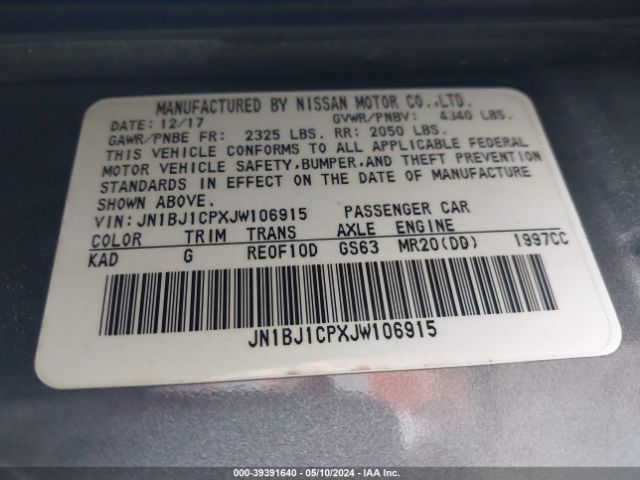 MANUFACTURED BY NISSAN MOTOR CO.,LTD.
DATE: 12/17 GVWR/PNBV: 4340 LBS.
GAWR/PNBE FR: 2325 LBS. RR: 2050 LBS.
THIS VEHICLE CONFORMS TO ALL APPLICABLE FEDERAL
MOTOR VEHICLE SAFETY,BUMPER,AND THEFT PREVENTION
STANDARDS IN EFFECT ON THE DATE OF MANUFACTURE
SHOWN ABOVE.
VIN: JN1BJ1CPXJW106915 PASSENGER CAR
COLOR TRIM TRANS AXLE ENGINE
KAD G RE0F10D GS63 MR20(DD) 1997CC
JN1BJ1CPXJW106915
000-39391640 - 05/10/2024 - IAA Inc.